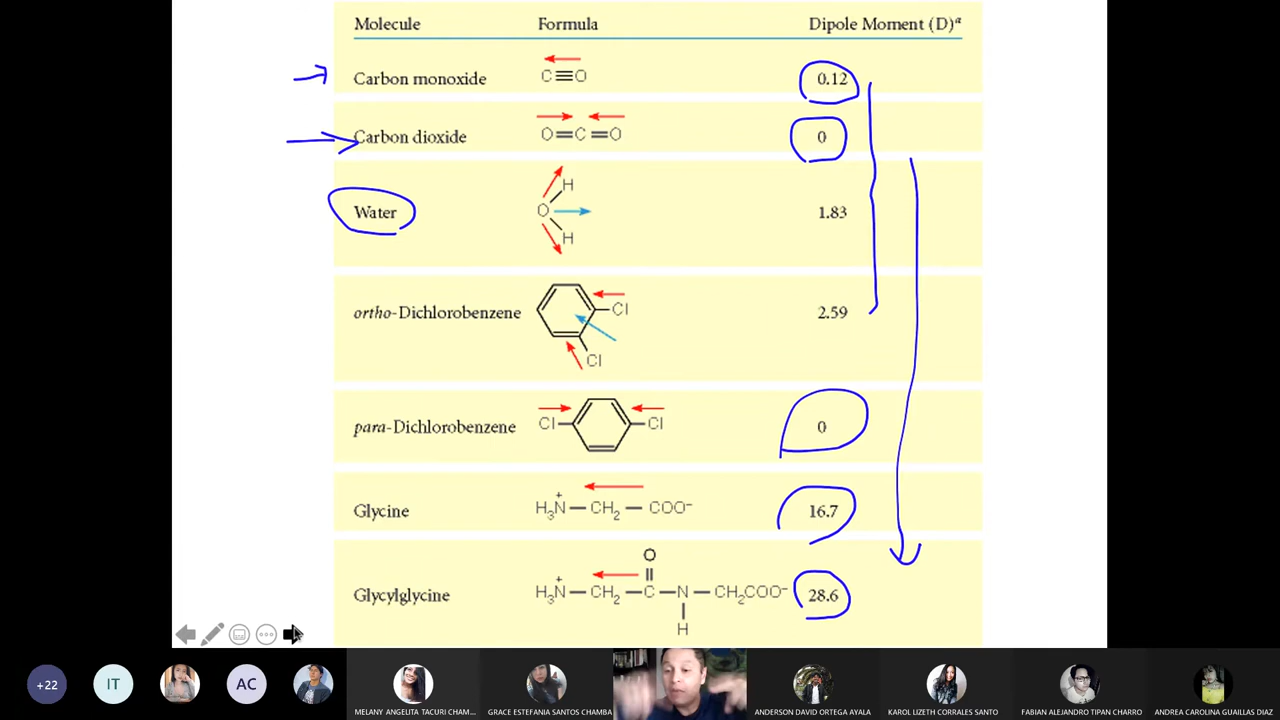 Molecule Formula Dipole Moment (D)ᵃ
Carbon monoxide C≡O 0.12
Carbon dioxide O=C=O 0
H
Water O 1.83
H
ortho-Dichlorobenzene Cl 2.59
Cl
para-Dichlorobenzene Cl Cl 0
Glycine H₃N⁺—CH₂—COO⁻ 16.7
O
Glycylglycine H₃N⁺—CH₂—C—N—CH₂COO⁻ 28.6
H
+22 IT AC
MELANY ANGELITA TACURI CHAM... GRACE ESTEFANIA SANTOS CHAMBA ANDERSON DAVID ORTEGA AYALA KAROL LIZETH CORRALES SANTO FABIAN ALEJANDRO TIPAN CHARRO ANDREA CAROLINA GUAILLAS DIAZ